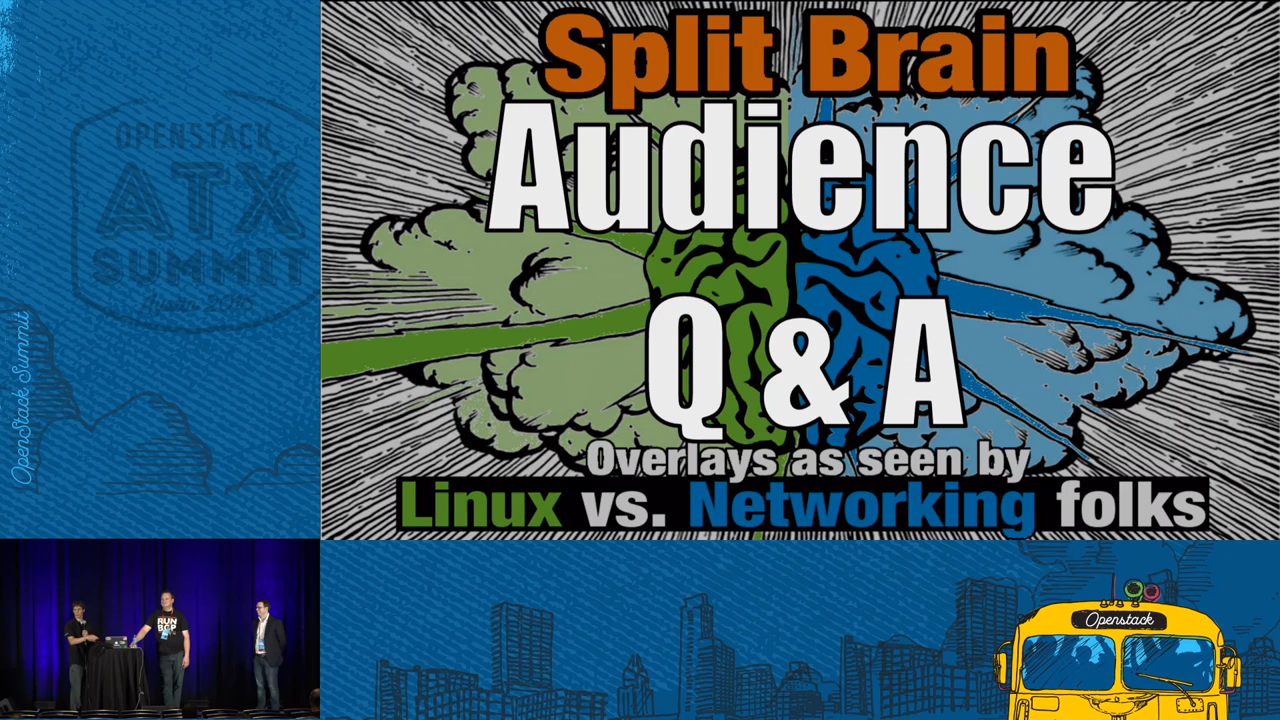 OPENSTACK
ATX
SUMMIT
Austin 2016
OpenStack Summit
Split Brain
Audience
Q & A
Overlays as seen by
Linux vs. Networking folks
RUN
BGP
Openstack